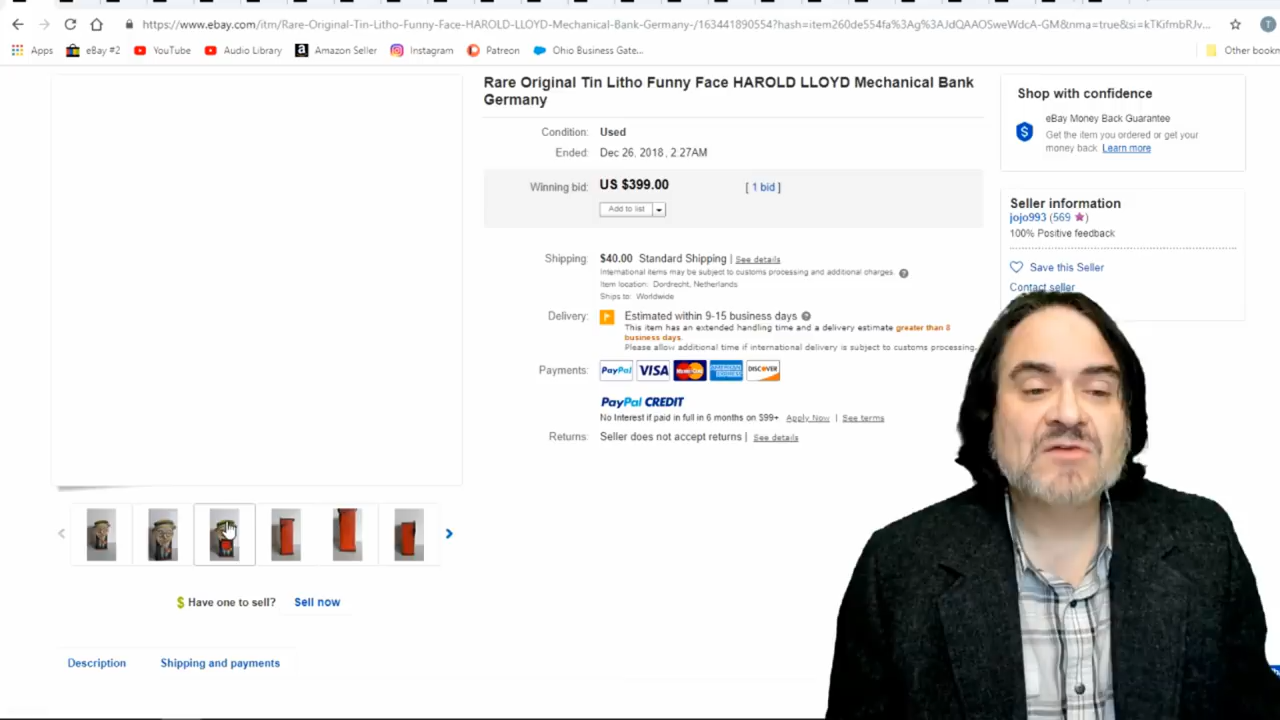 https://www.ebay.com/itm/Rare-Original-Tin-Litho-Funny-Face-HAROLD-LLOYD-Mechanical-Bank-Germany-/163441890554?hash=item260de554fa%3Ag%3AJdQAAOSweWdcA-GM&nma=true&si=kTKifmbRJv...
Apps eBay #2 YouTube Audio Library Amazon Seller Instagram Patreon Ohio Business Gate... Other bookm
Rare Original Tin Litho Funny Face HAROLD LLOYD Mechanical Bank
Germany
Condition: Used
Ended: Dec 26, 2018 , 2:27AM
Winning bid: US $399.00 [ 1 bid ]
Add to list
Shipping: $40.00 Standard Shipping | See details
International items may be subject to customs processing and additional charges. ?
Item location: Dordrecht, Netherlands
Ships to: Worldwide
Delivery: Estimated within 9-15 business days ?
This item has an extended handling time and a delivery estimate greater than 8
business days.
Please allow additional time if international delivery is subject to customs processing.
Payments: PayPal VISA MasterCard DISCOVER
PayPal CREDIT
No Interest if paid in full in 6 months on $99+ Apply Now | See terms
Returns: Seller does not accept returns | See details
Shop with confidence
eBay Money Back Guarantee
Get the item you ordered or get your
money back. Learn more
Seller information
jojo993 (569 ★)
100% Positive feedback
Save this Seller
Contact seller
$ Have one to sell? Sell now
Description Shipping and payments